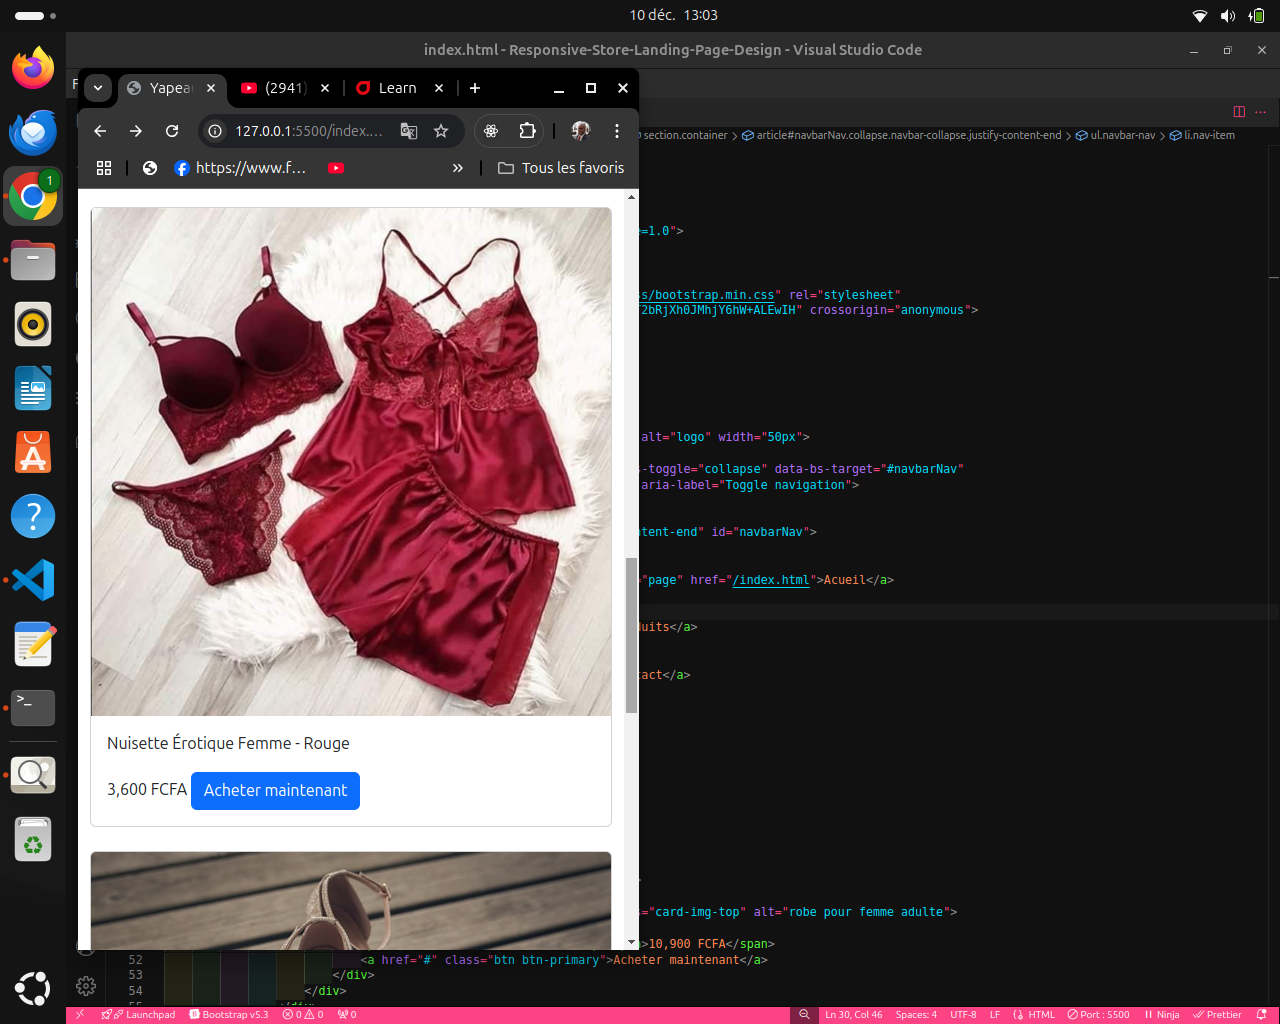 10 déc. 13:03
index.html - Responsive-Store-Landing-Page-Design - Visual Studio Code
F
Yapea
(2941)
Learn
127.0.0.1:5500/index....
1
https://www.f...
Tous les favoris
section.container > article#navbarNav.collapse.navbar-collapse.justify-content-end > ul.navbar-nav > li.nav-item
=1.0">
s/bootstrap.min.css" rel="stylesheet"
T2bRjXh0JMhjY6hW+ALEwIH" crossorigin="anonymous">
alt="logo" width="50px">
s-toggle="collapse" data-bs-target="#navbarNav"
aria-label="Toggle navigation">
ntent-end" id="navbarNav">
="page" href="/index.html">Acueil</a>
duits</a>
tact</a>
Nuisette Érotique Femme - Rouge
3,600 FCFA Acheter maintenant
>
s="card-img-top" alt="robe pour femme adulte">
>10,900 FCFA</span>
52 <a href="#" class="btn btn-primary">Acheter maintenant</a>
53 </div>
54 </div>
Launchpad Bootstrap v5.3 0 0 0 Ln 30, Col 46 Spaces: 4 UTF-8 LF HTML Port : 5500 Ninja Prettier